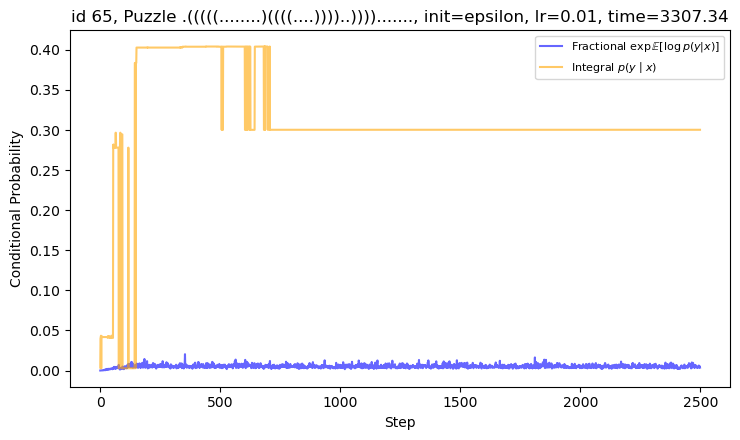 id 65, Puzzle .(((((........)((((....))))..))))......., init=epsilon, lr=0.01, time=3307.34
Fractional exp𝔼[log p(y|x)]
Integral p(y | x)
Conditional Probability
0.40
0.35
0.30
0.25
0.20
0.15
0.10
0.05
0.00
0 500 1000 1500 2000 2500
Step